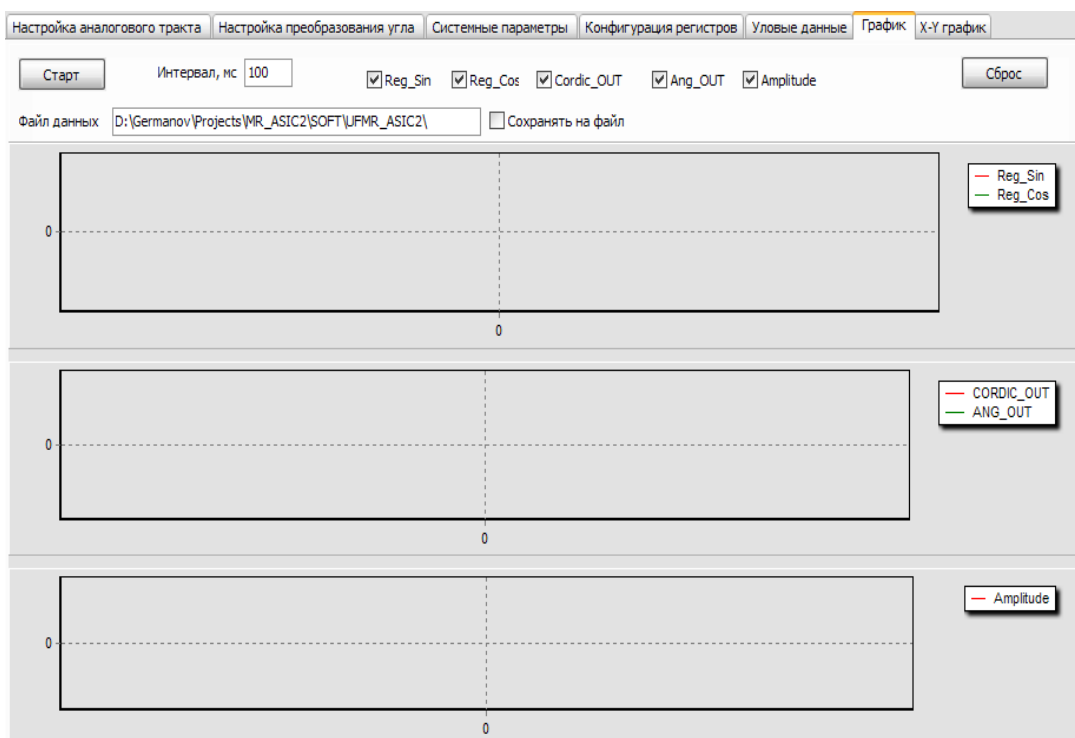 Настройка аналогового тракта Настройка преобразования угла Системные параметры Конфигурация регистров Уловые данные График X-Y график
Старт Интервал, мс 100 Reg_Sin Reg_Cos Cordic_OUT Ang_OUT Amplitude Сброс
Файл данных D:\Germanov\Projects\MR_ASIC2\SOFT\UFMR_ASIC2\ Сохранять на файл
Reg_Sin
Reg_Cos
0
0
CORDIC_OUT
ANG_OUT
0
0
Amplitude
0
0